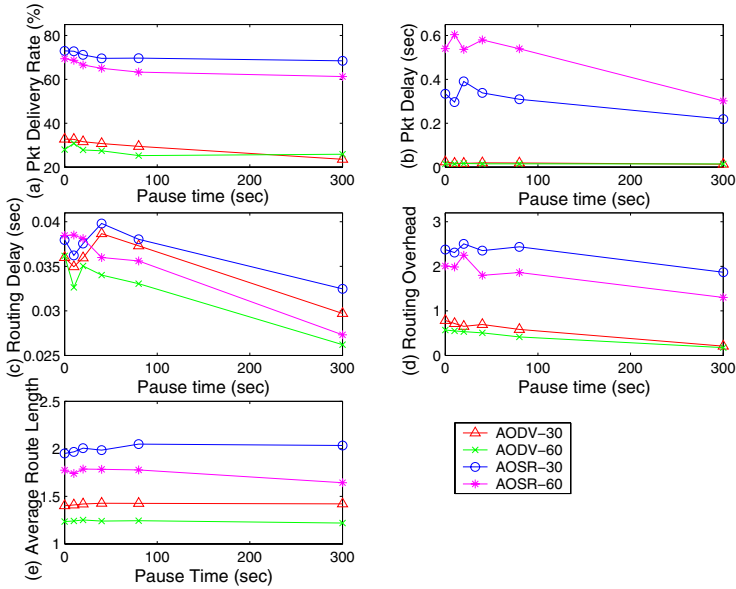 (a) Pkt Delivery Rate (%)
80
60
40
20
0
100
200
300
Pause time (sec)
(b) Pkt Delay (sec)
0.6
0.4
0.2
0
0
100
200
300
Pause time (sec)
(c) Routing Delay (sec)
0.04
0.035
0.03
0.025
0
100
200
300
Pause time (sec)
(d) Routing Overhead
3
2
1
0
0
100
200
300
Pause time (sec)
(e) Average Route Length
2.5
2
1.5
1
0
100
200
300
Pause Time (sec)
AODV-30
AODV-60
AOSR-30
AOSR-60